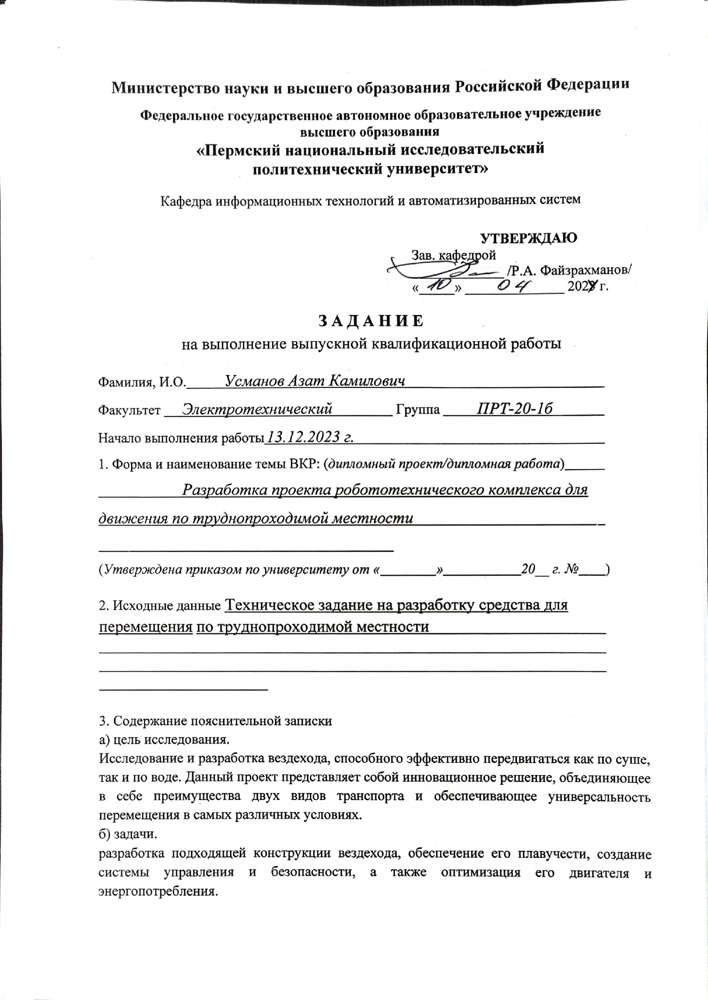 Министерство науки и высшего образования Российской Федерации
Федеральное государственное автономное образовательное учреждение
высшего образования
«Пермский национальный исследовательский
политехнический университет»
Кафедра информационных технологий и автоматизированных систем
УТВЕРЖДАЮ
Зав. кафедрой
/Р.А. Файзрахманов/
« 10 » 04 2024 г.
З А Д А Н И Е
на выполнение выпускной квалификационной работы
Фамилия, И.О. Усманов Азат Камилович
Факультет Электротехнический Группа ПРТ-20-1б
Начало выполнения работы 13.12.2023 г.
1. Форма и наименование темы ВКР: (дипломный проект/дипломная работа)
Разработка проекта робототехнического комплекса для
движения по труднопроходимой местности
(Утверждена приказом по университету от «________»___________20__ г. №____)
2. Исходные данные Техническое задание на разработку средства для
перемещения по труднопроходимой местности
3. Содержание пояснительной записки
а) цель исследования.
Исследование и разработка вездехода, способного эффективно передвигаться как по суше,
так и по воде. Данный проект представляет собой инновационное решение, объединяющее
в себе преимущества двух видов транспорта и обеспечивающее универсальность
перемещения в самых различных условиях.
б) задачи.
разработка подходящей конструкции вездехода, обеспечение его плавучести, создание
системы управления и безопасности, а также оптимизация его двигателя и
энергопотребления.